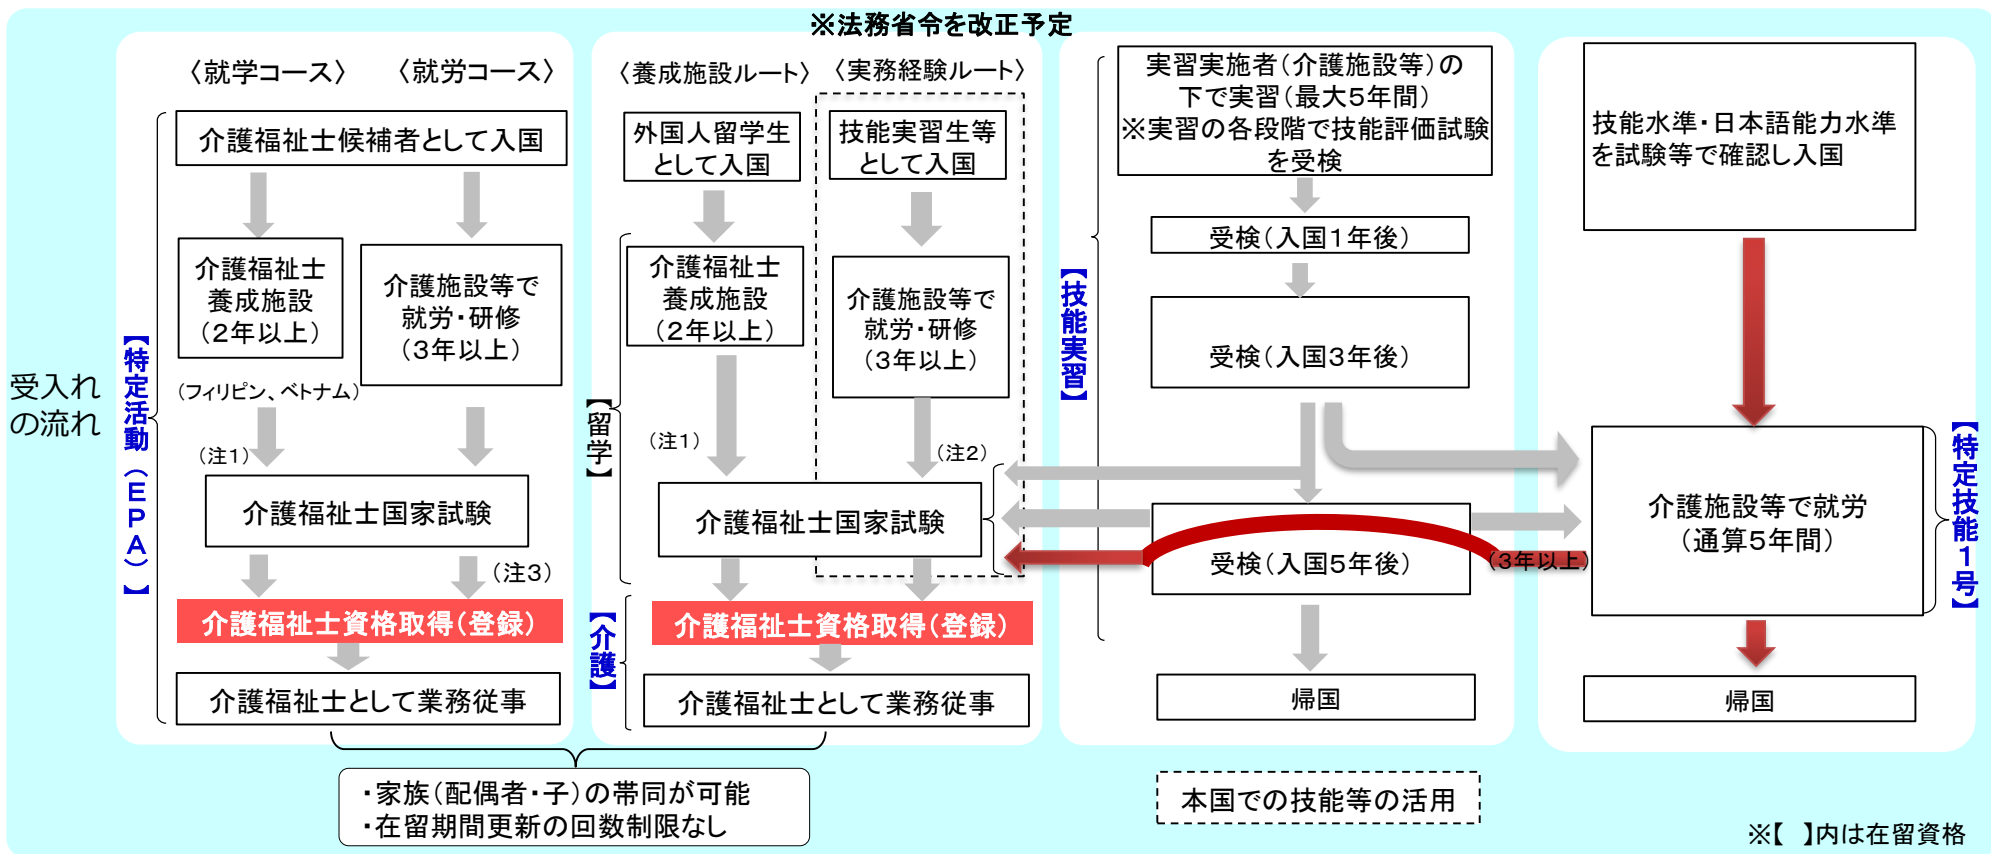 ※法務省令を改正予定
受入れ
の流れ
〈就学コース〉
〈就労コース〉
介護福祉士候補者として入国
介護福祉士
養成施設
（２年以上）
介護施設等で
就労・研修
（３年以上）
（フィリピン、ベトナム）
（注１）
介護福祉士国家試験
（注３）
介護福祉士資格取得（登録）
介護福祉士として業務従事
【特定活動（ＥＰＡ）】
〈養成施設ルート〉
〈実務経験ルート〉
外国人留学生
として入国
技能実習生等
として入国
介護福祉士
養成施設
（２年以上）
介護施設等で
就労・研修
（３年以上）
【留学】
（注１）
（注２）
介護福祉士国家試験
介護福祉士資格取得（登録）
【介護】
介護福祉士として業務従事
・家族（配偶者・子）の帯同が可能
・在留期間更新の回数制限なし
実習実施者（介護施設等）の
下で実習（最大５年間）
※実習の各段階で技能評価試験
を受検
受検（入国１年後）
【技能実習】
受検（入国３年後）
受検（入国５年後）
帰国
本国での技能等の活用
技能水準・日本語能力水準
を試験等で確認し入国
介護施設等で就労
（通算５年間）
（３年以上）
【特定技能１号】
帰国
※【　】内は在留資格